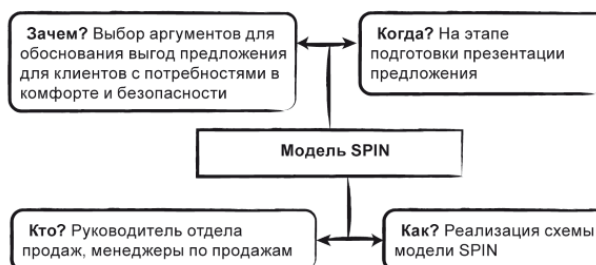 Зачем? Выбор аргументов для
обоснования выгод предложения
для клиентов с потребностями в
комфорте и безопасности
Когда? На этапе
подготовки презентации
предложения
Модель SPIN
Кто? Руководитель отдела
продаж, менеджеры по продажам
Как? Реализация схемы
модели SPIN